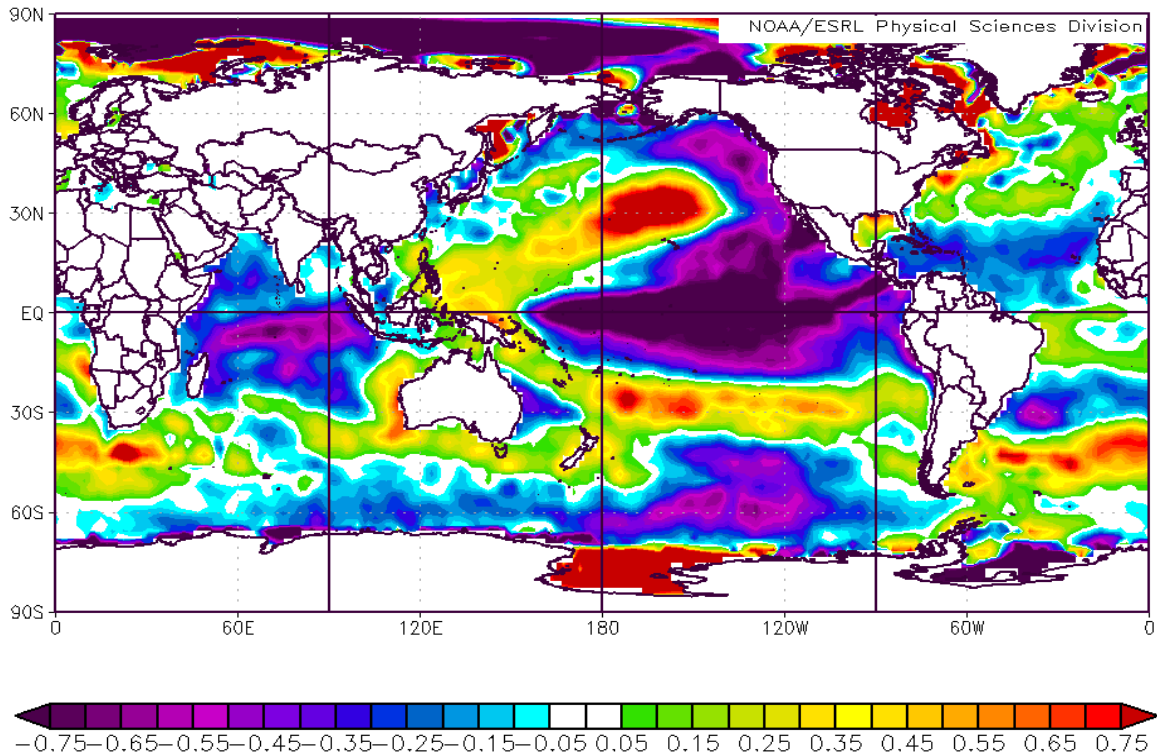 90N
NOAA/ESRL Physical Sciences Division
60N
30N
EQ
30S
60S
90S
0 60E 120E 180 120W 60W 0
-0.75 -0.65 -0.55 -0.45 -0.35 -0.25 -0.15 -0.05 0.05 0.15 0.25 0.35 0.45 0.55 0.65 0.75